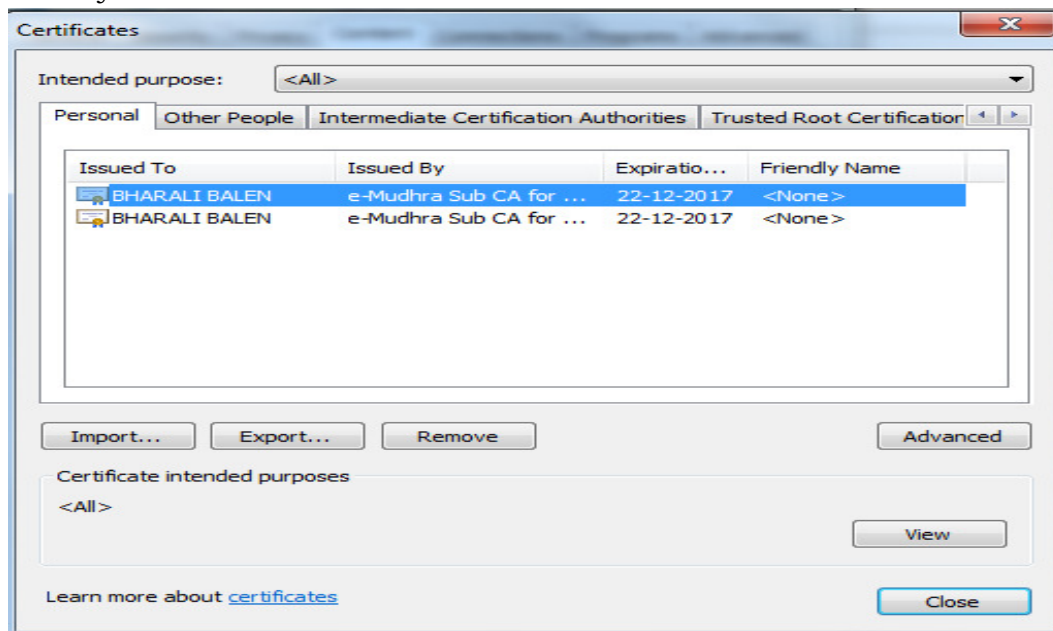 Certificates
Intended purpose: <All>
Personal Other People Intermediate Certification Authorities Trusted Root Certification
Issued To Issued By Expiratio... Friendly Name
BHARALI BALEN e-Mudhra Sub CA for ... 22-12-2017 <None>
BHARALI BALEN e-Mudhra Sub CA for ... 22-12-2017 <None>
Import... Export... Remove Advanced
Certificate intended purposes
<All>
View
Learn more about certificates
Close